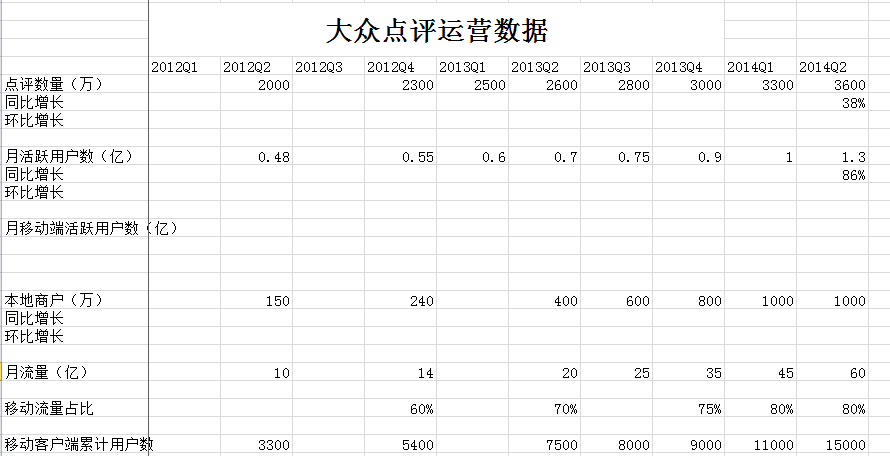 大众点评运营数据
2012Q1 2012Q2 2012Q3 2012Q4 2013Q1 2013Q2 2013Q3 2013Q4 2014Q1 2014Q2
点评数量（万） 2000 2300 2500 2600 2800 3000 3300 3600
同比增长 38%
环比增长
月活跃用户数（亿） 0.48 0.55 0.6 0.7 0.75 0.9 1 1.3
同比增长 86%
环比增长
月移动端活跃用户数（亿）
本地商户（万） 150 240 400 600 800 1000 1000
同比增长
环比增长
月流量（亿） 10 14 20 25 35 45 60
移动流量占比 60% 70% 75% 80% 80%
移动客户端累计用户数 3300 5400 7500 8000 9000 11000 15000